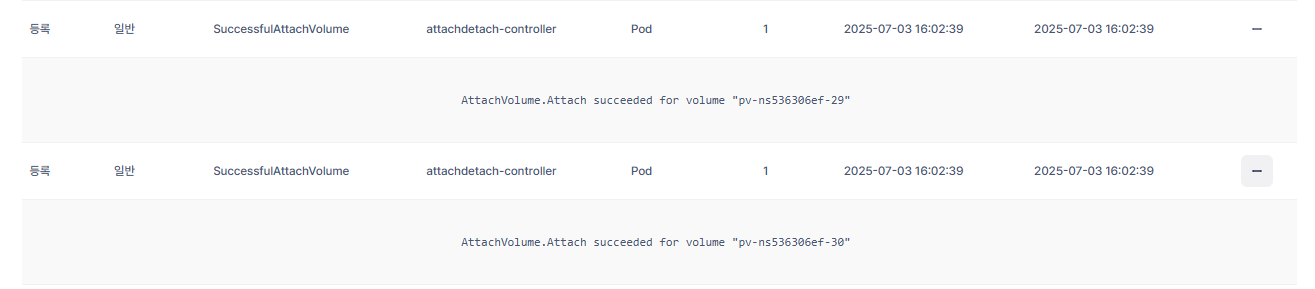 등록 일반 SuccessfulAttachVolume attachdetach-controller Pod 1 2025-07-03 16:02:39 2025-07-03 16:02:39
AttachVolume.Attach succeeded for volume "pv-ns536306ef-29"
등록 일반 SuccessfulAttachVolume attachdetach-controller Pod 1 2025-07-03 16:02:39 2025-07-03 16:02:39
AttachVolume.Attach succeeded for volume "pv-ns536306ef-30"